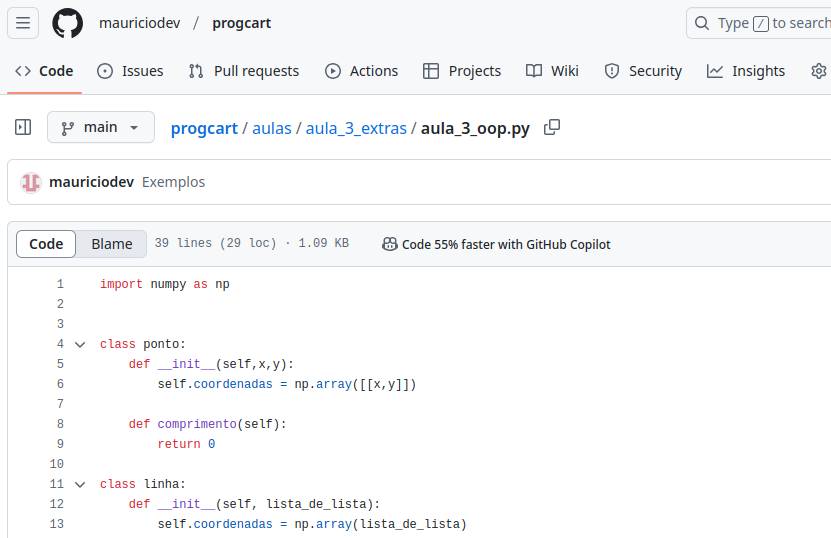 mauriciodev / progcart
Type / to search
Code Issues Pull requests Actions Projects Wiki Security Insights
main progcart / aulas / aula_3_extras / aula_3_oop.py
mauriciodev Exemplos
Code Blame 39 lines (29 loc) · 1.09 KB Code 55% faster with GitHub Copilot
1 import numpy as np
2
3
4 class ponto:
5     def __init__(self,x,y):
6         self.coordenadas = np.array([[x,y]])
7
8     def comprimento(self):
9         return 0
10
11 class linha:
12     def __init__(self, lista_de_lista):
13         self.coordenadas = np.array(lista_de_lista)